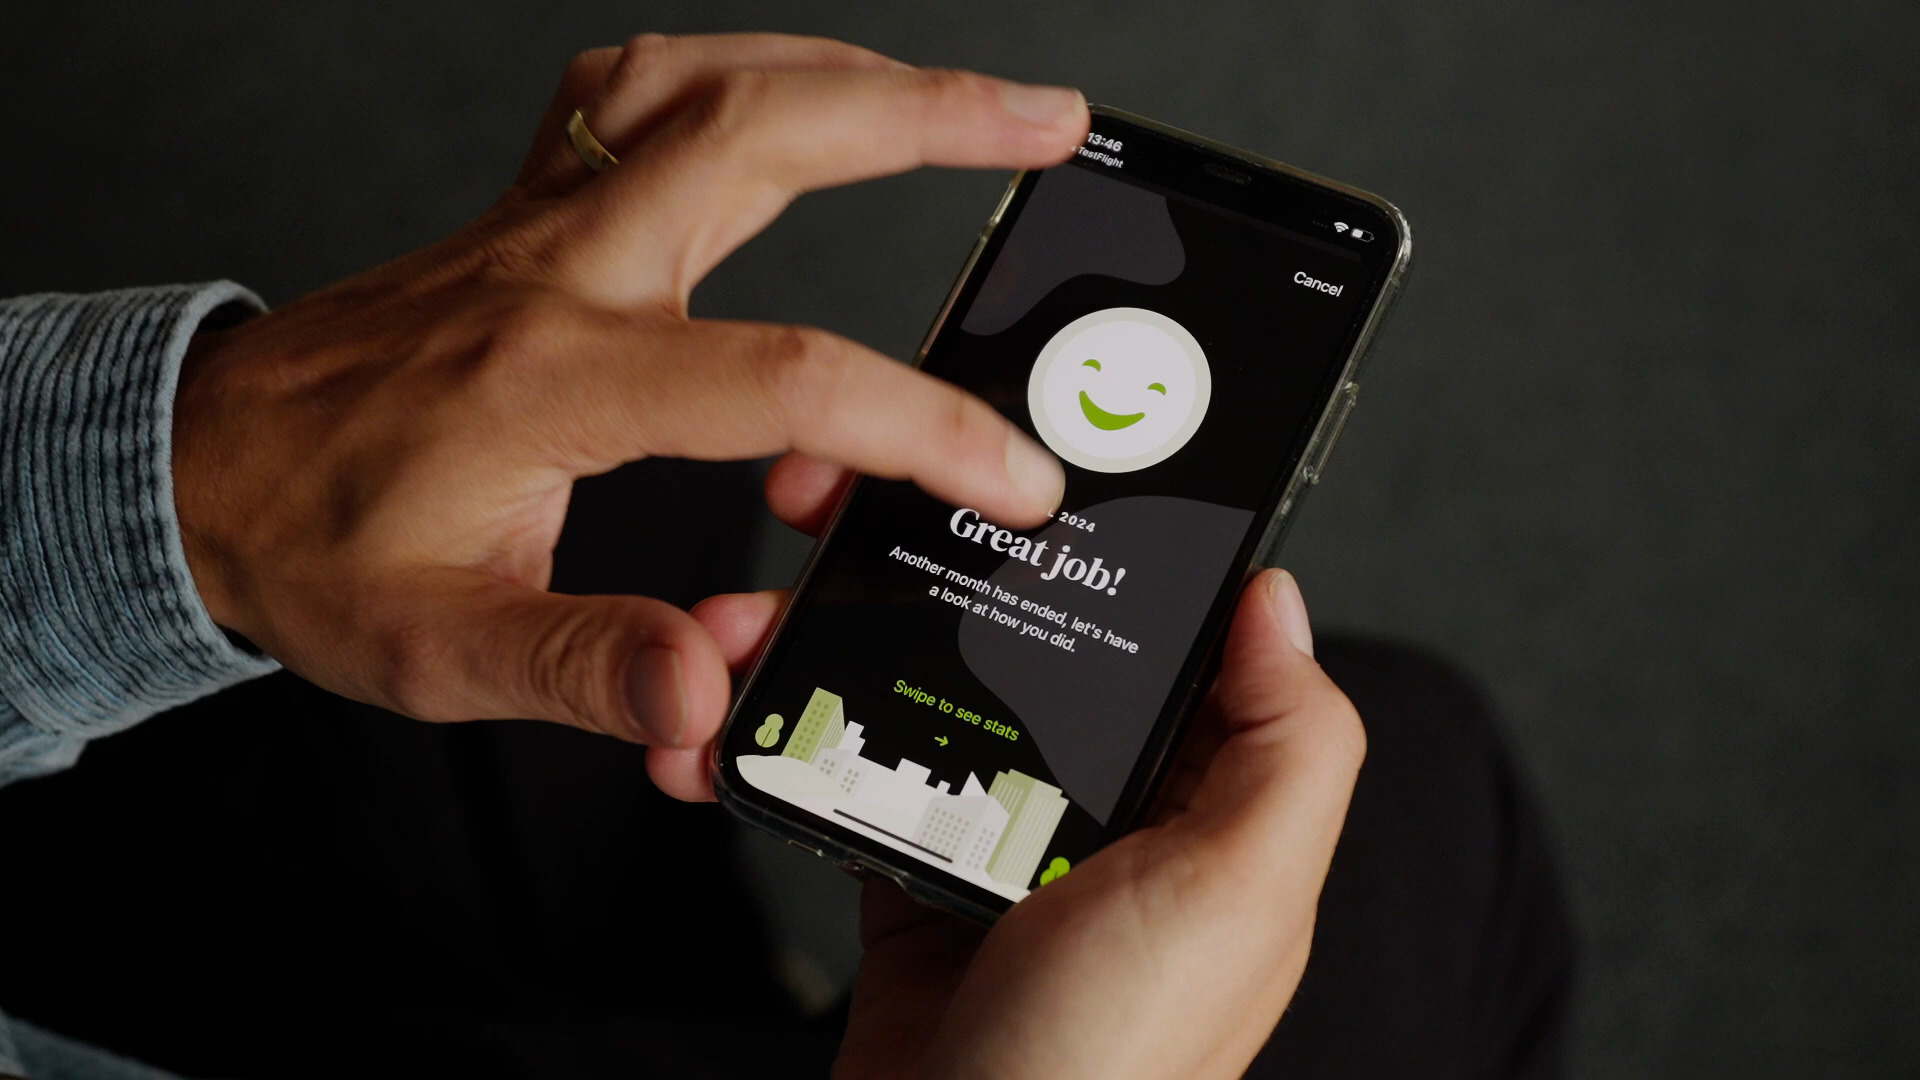 13:46
TestFlight
Cancel
2024
Great job!
Another month has ended, let's have
a look at how you did.
Swipe to see stats
→